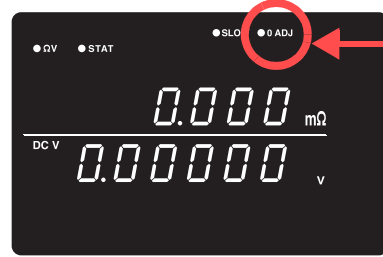 ●SLO ●0 ADJ
●ΩV ●STAT
0.000 mΩ
DC V 0.00000 V